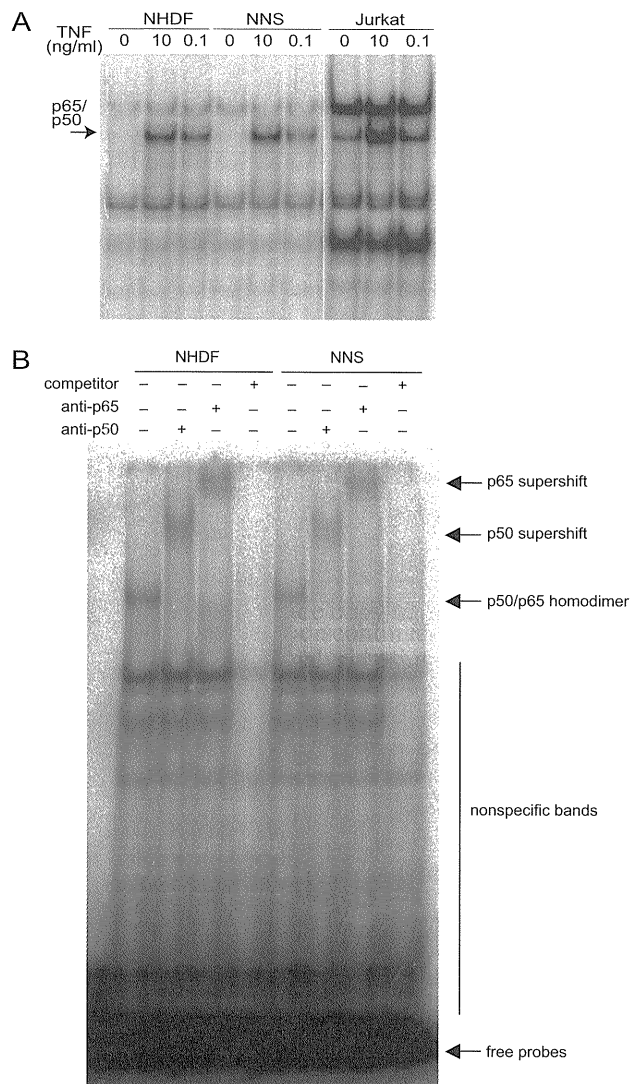 A
TNF
(ng/ml)
NHDF NNS Jurkat
0 10 0.1 0 10 0.1 0 10 0.1
p65/
p50
B
NHDF NNS
competitor – – – + – – – +
anti-p65 – – + – – – + –
anti-p50 – + – – – + – –
p65 supershift
p50 supershift
p50/p65 homodimer
nonspecific bands
free probes